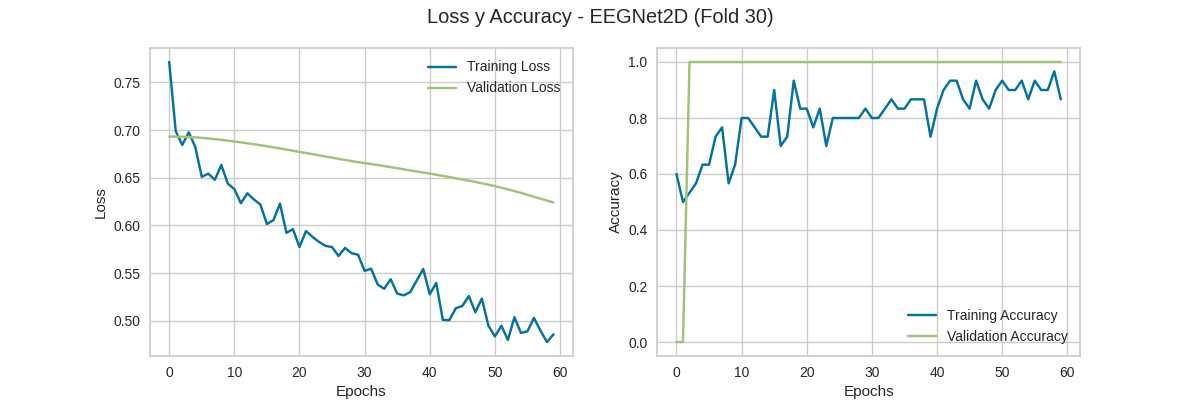 Loss y Accuracy - EEGNet2D (Fold 30)
Training Loss
Validation Loss
0.75
0.70
0.65
0.60
0.55
0.50
Loss
0 10 20 30 40 50 60
Epochs
1.0
0.8
0.6
0.4
0.2
0.0
Accuracy
Training Accuracy
Validation Accuracy
0 10 20 30 40 50 60
Epochs